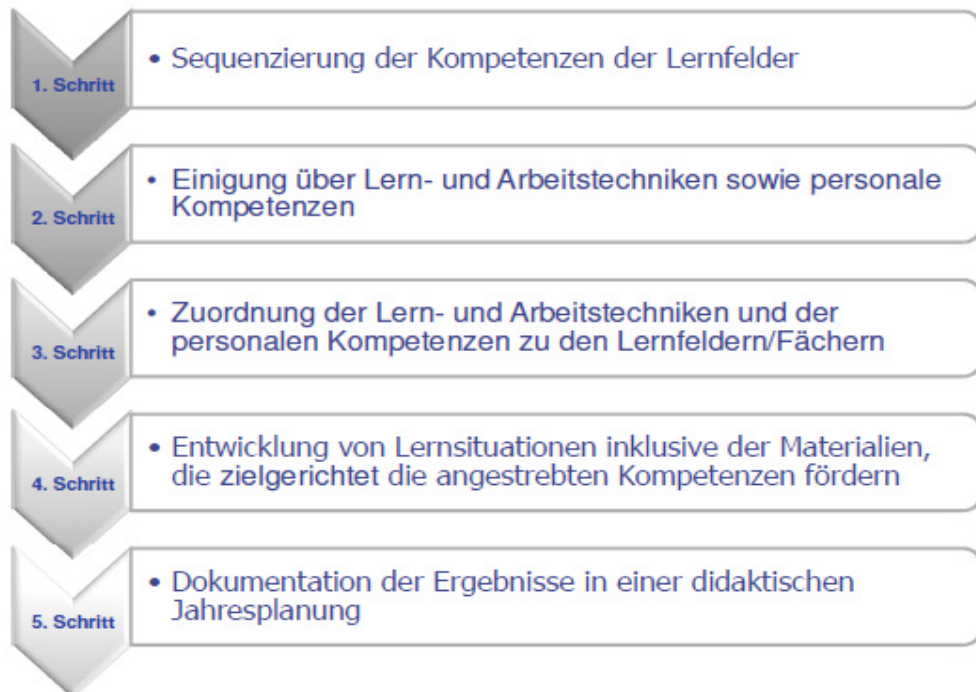 1. Schritt
• Sequenzierung der Kompetenzen der Lernfelder
2. Schritt
• Einigung über Lern- und Arbeitstechniken sowie personale
Kompetenzen
3. Schritt
• Zuordnung der Lern- und Arbeitstechniken und der
personalen Kompetenzen zu den Lernfeldern/Fächern
4. Schritt
• Entwicklung von Lernsituationen inklusive der Materialien,
die zielgerichtet die angestrebten Kompetenzen fördern
5. Schritt
• Dokumentation der Ergebnisse in einer didaktischen
Jahresplanung